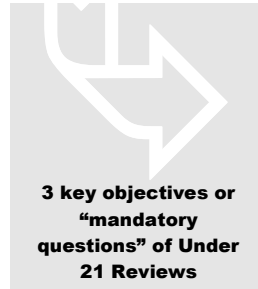 3 key objectives or
“mandatory
questions” of Under
21 Reviews